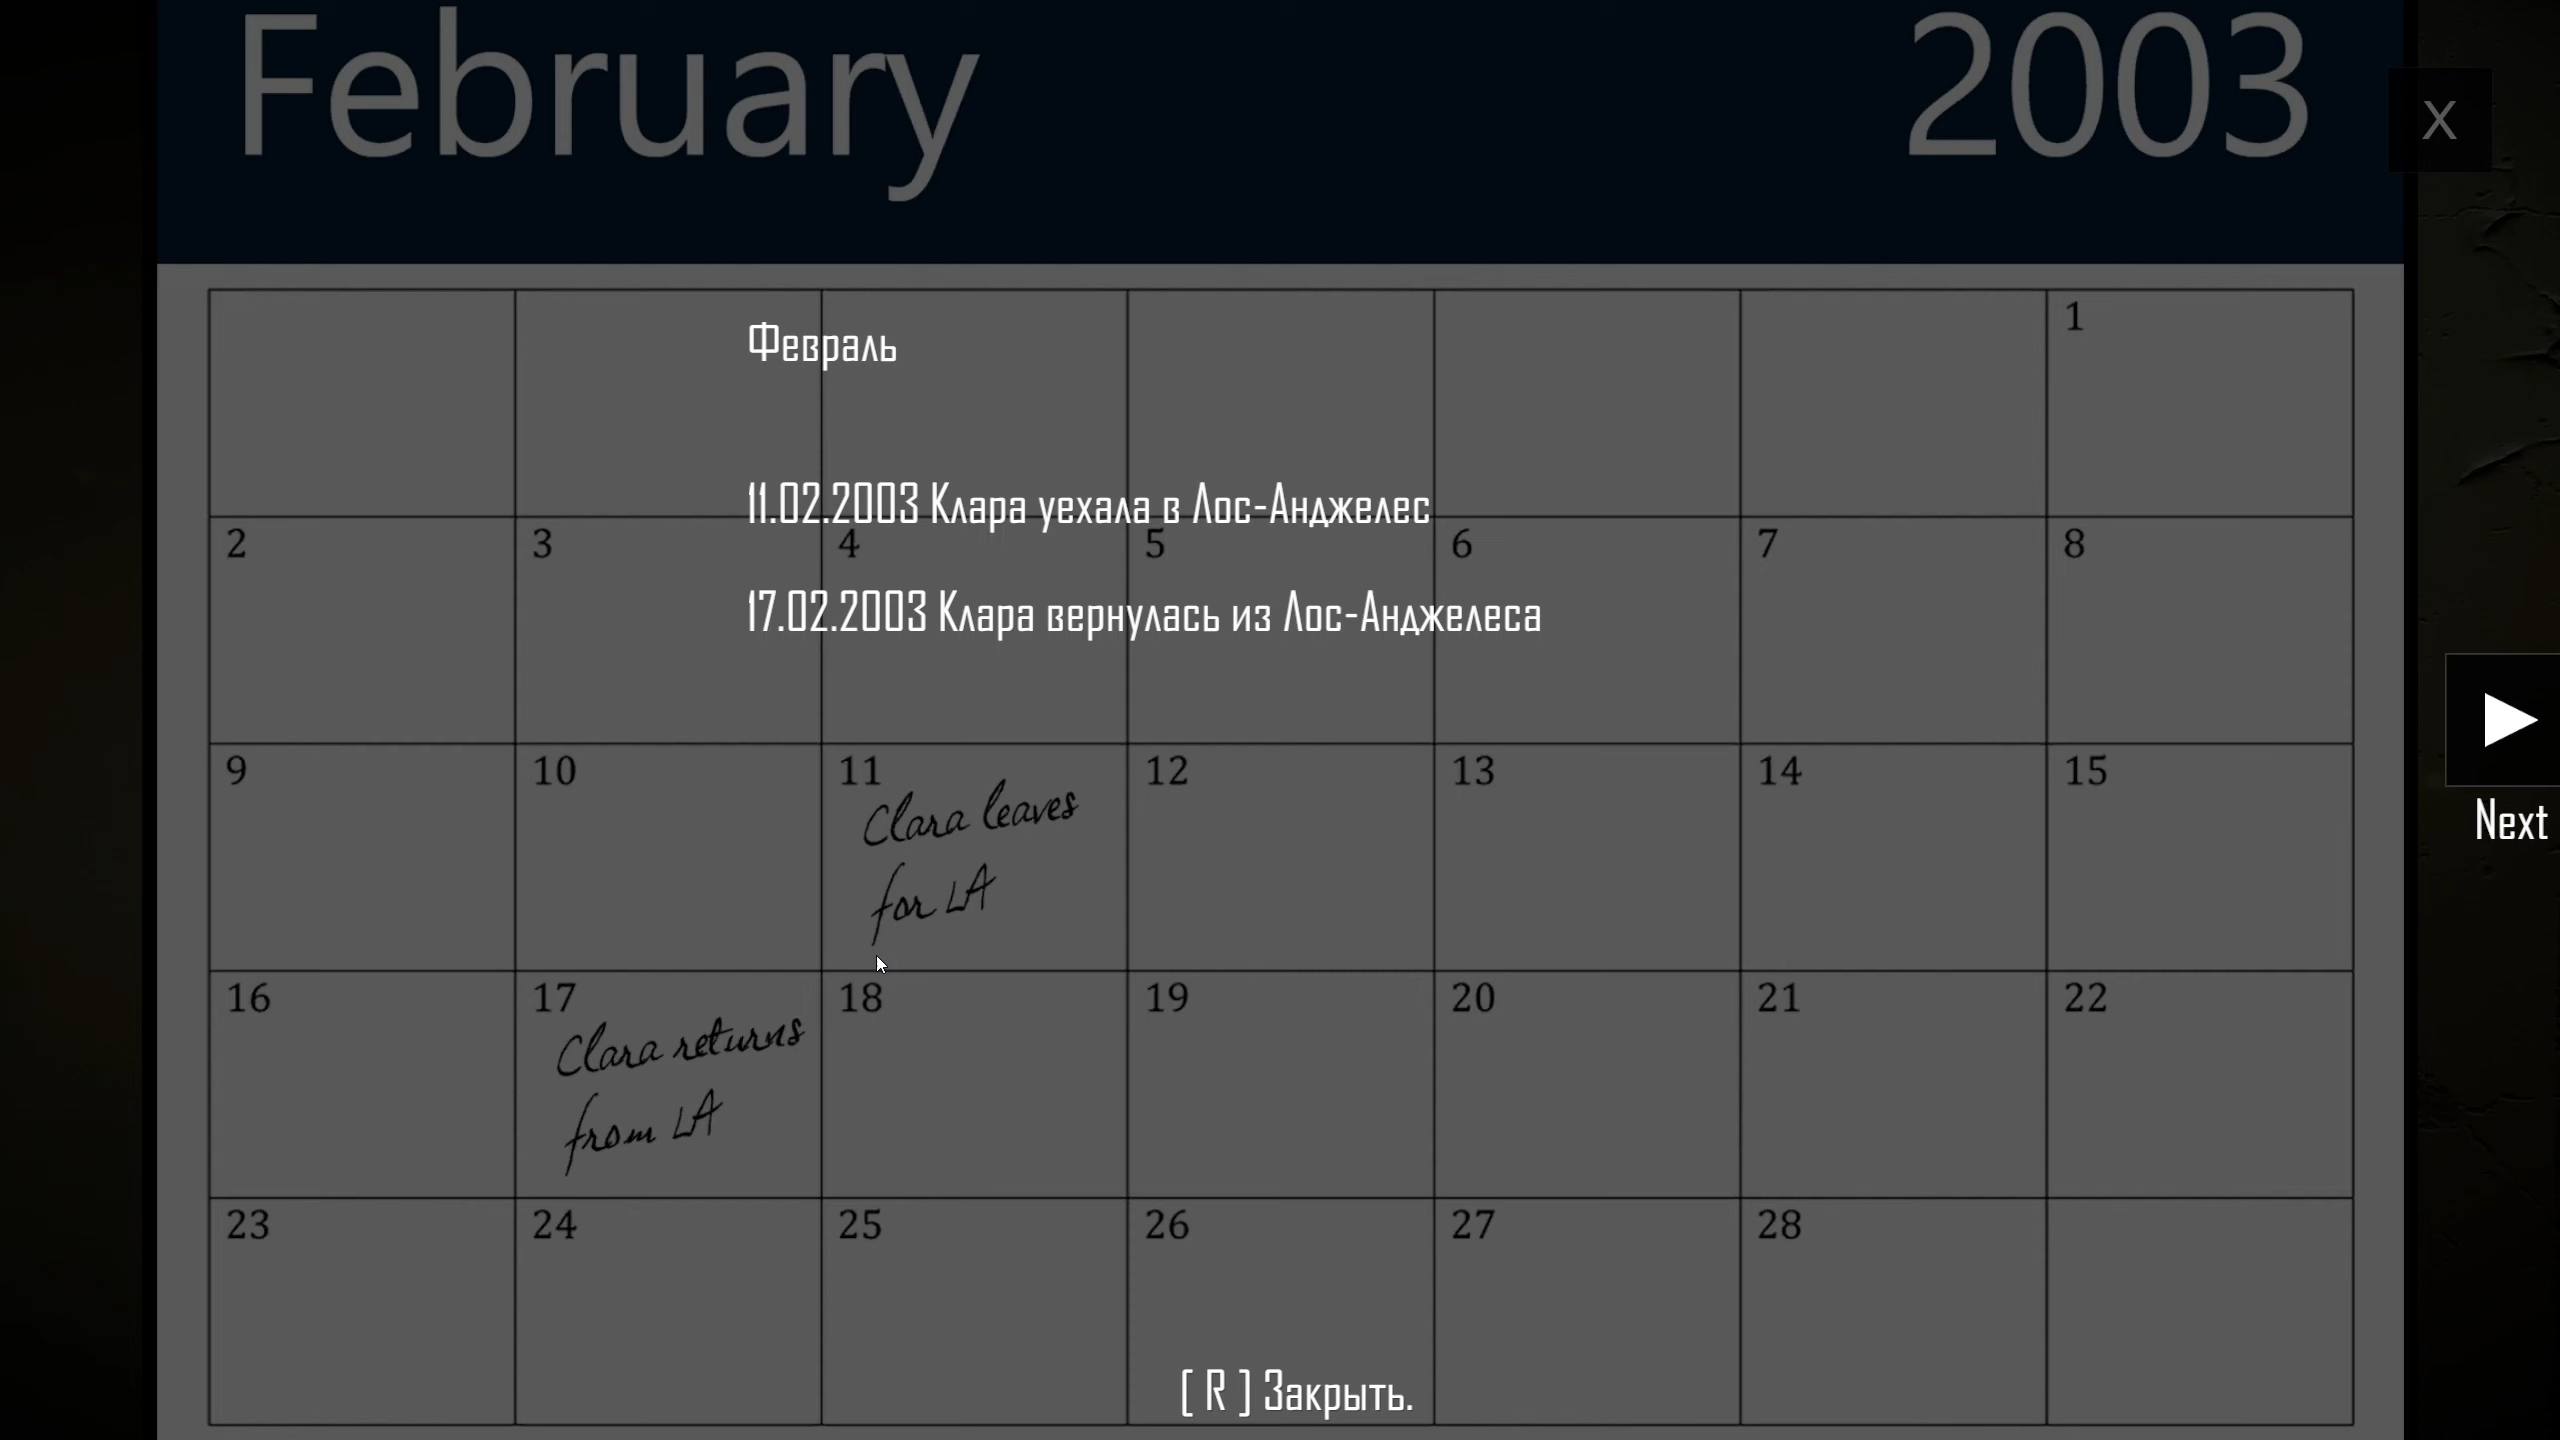 February 2003
X
1
Февраль
11.02.2003 Клара уехала в Лос-Анджелес
2 3 4 5 6 7 8
17.02.2003 Клара вернулась из Лос-Анджелеса
Next
9 10 11 12 13 14 15
Clara leaves
for LA
16 17 18 19 20 21 22
Clara returns
from LA
23 24 25 26 27 28
[ R ] Закрыть.